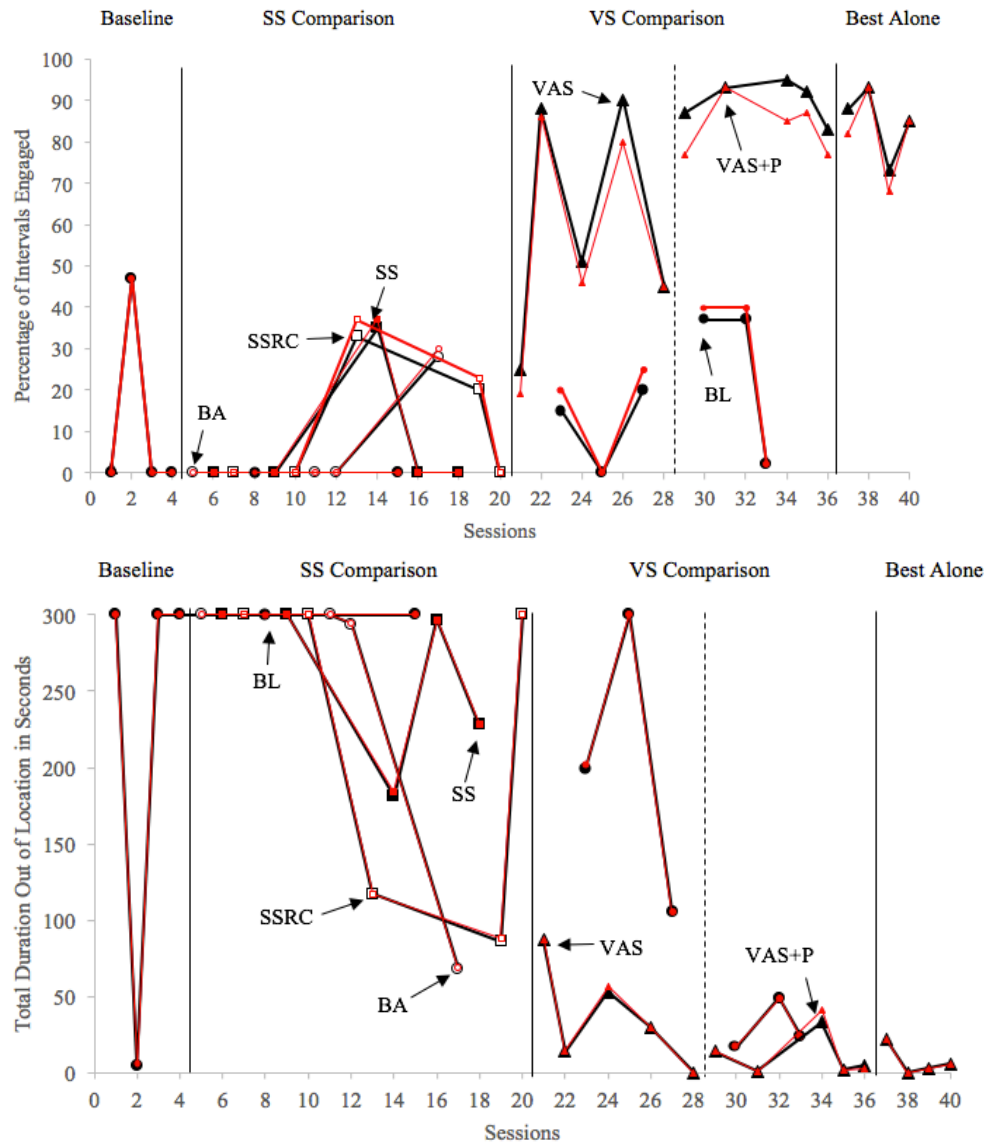 Baseline SS Comparison VS Comparison Best Alone
Percentage of Intervals Engaged
100
90
80
70
60
50
40
30
20
10
0
VAS
VAS+P
SS
SSRC
BL
BA
0 2 4 6 8 10 12 14 16 18 20 22 24 26 28 30 32 34 36 38 40
Sessions
Baseline SS Comparison VS Comparison Best Alone
Total Duration Out of Location in Seconds
300
250
200
150
100
50
0
BL
SS
SSRC
BA
VAS
VAS+P
0 2 4 6 8 10 12 14 16 18 20 22 24 26 28 30 32 34 36 38 40
Sessions